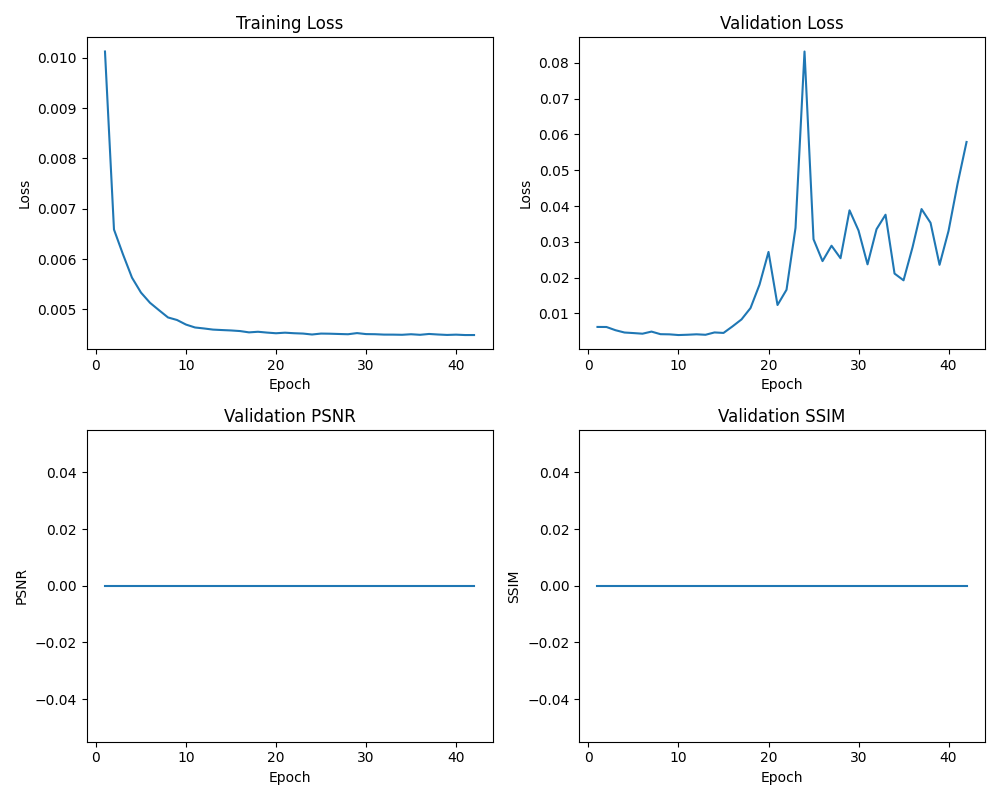 Training Loss
Loss
0.010
0.009
0.008
0.007
0.006
0.005
0 10 20 30 40
Epoch
Validation Loss
Loss
0.08
0.07
0.06
0.05
0.04
0.03
0.02
0.01
0 10 20 30 40
Epoch
Validation PSNR
PSNR
0.04
0.02
0.00
−0.02
−0.04
0 10 20 30 40
Epoch
Validation SSIM
SSIM
0.04
0.02
0.00
−0.02
−0.04
0 10 20 30 40
Epoch